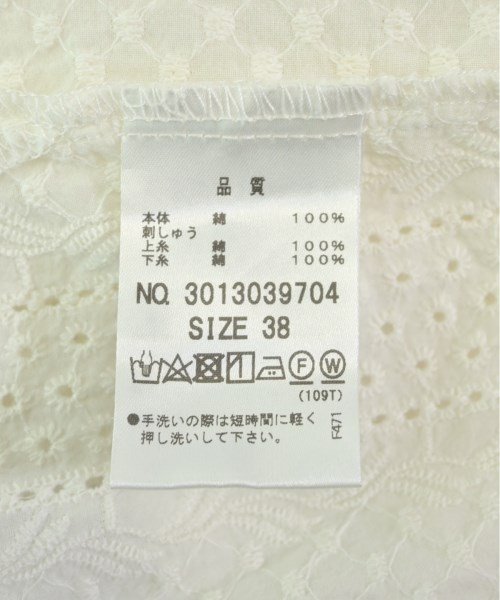 品質
本体 綿 100%
刺しゅう
上糸 綿 100%
下糸 綿 100%
NO. 3013039704
SIZE 38
F W
(109T)
●手洗いの際は短時間に軽く
押し洗いして下さい。
F471